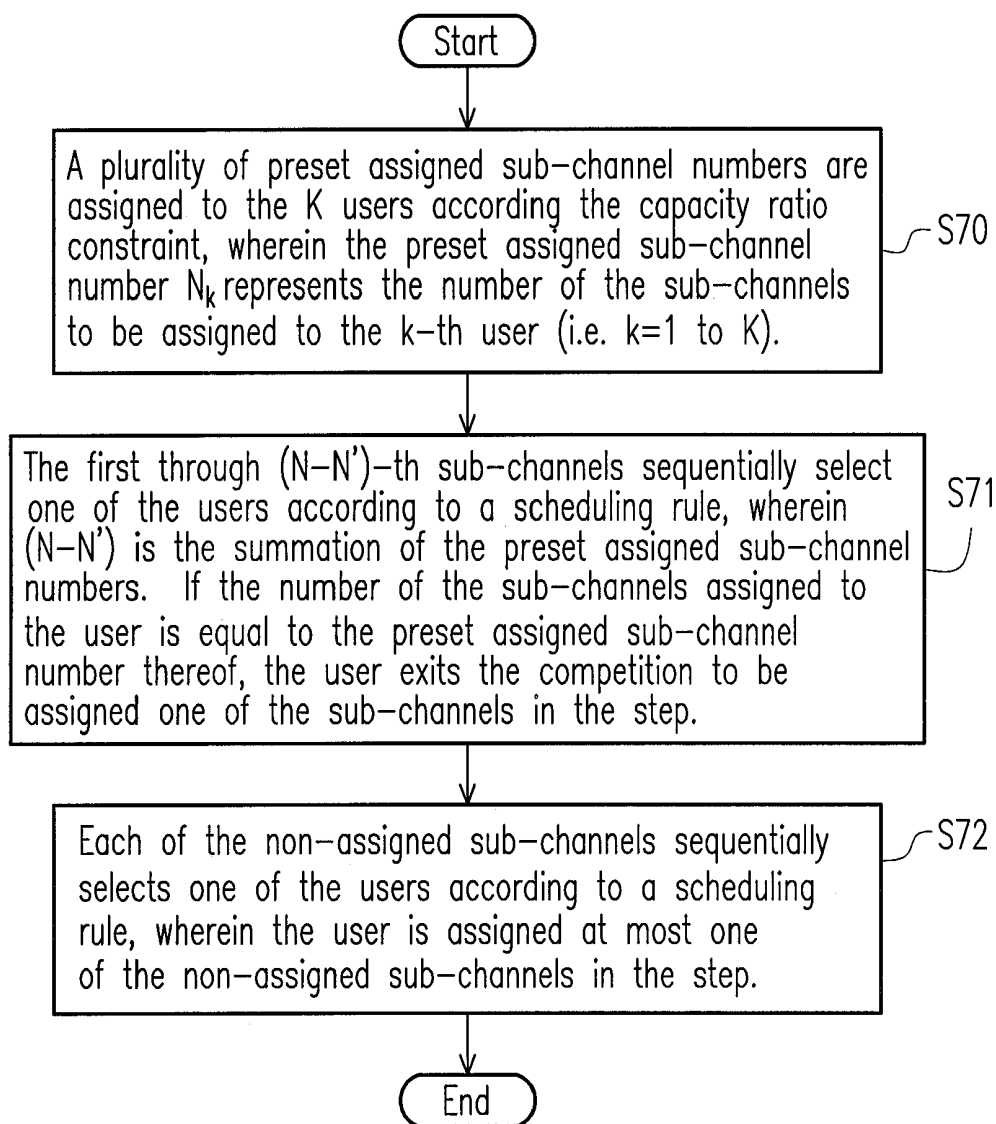 Start
A plurality of preset assigned sub-channel numbers are
assigned to the K users according the capacity ratio
constraint, wherein the preset assigned sub-channel
number Nk represents the number of the sub-channels
to be assigned to the k-th user (i.e. k=1 to K).
S70
The first through (N-N')-th sub-channels sequentially select
one of the users according to a scheduling rule, wherein
(N-N') is the summation of the preset assigned sub-channel
numbers. If the number of the sub-channels assigned to
the user is equal to the preset assigned sub-channel
number thereof, the user exits the competition to be
assigned one of the sub-channels in the step.
S71
Each of the non-assigned sub-channels sequentially
selects one of the users according to a scheduling
rule, wherein the user is assigned at most one
of the non-assigned sub-channels in the step.
S72
End